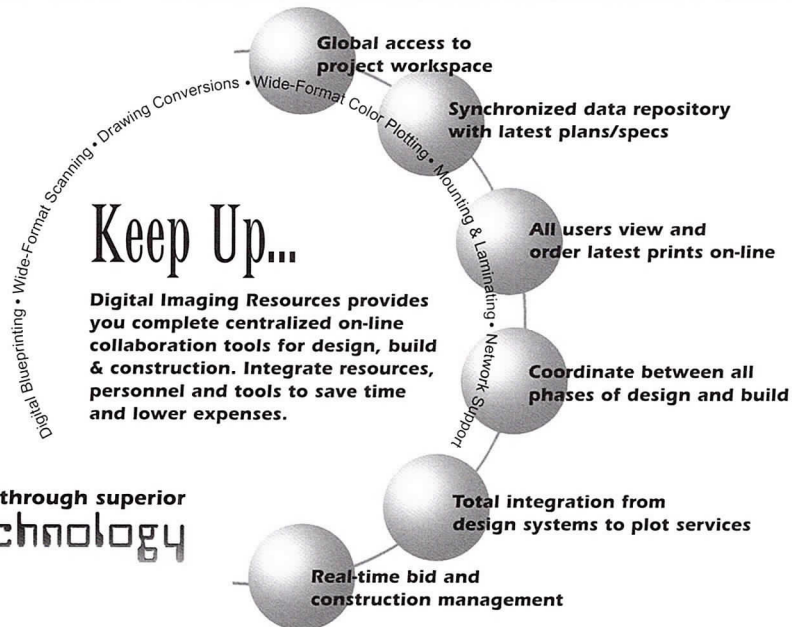 Global access to
project workspace
Synchronized data repository
with latest plans/specs
All users view and
order latest prints on-line
Coordinate between all
phases of design and build
Total integration from
design systems to plot services
Real-time bid and
construction management
Digital Blueprinting • Wide-Format Scanning • Drawing Conversions • Wide-Format Color Plotting • Mounting & Laminating • Network Support
Keep Up...
Digital Imaging Resources provides
you complete centralized on-line
collaboration tools for design, build
& construction. Integrate resources,
personnel and tools to save time
and lower expenses.
through superior